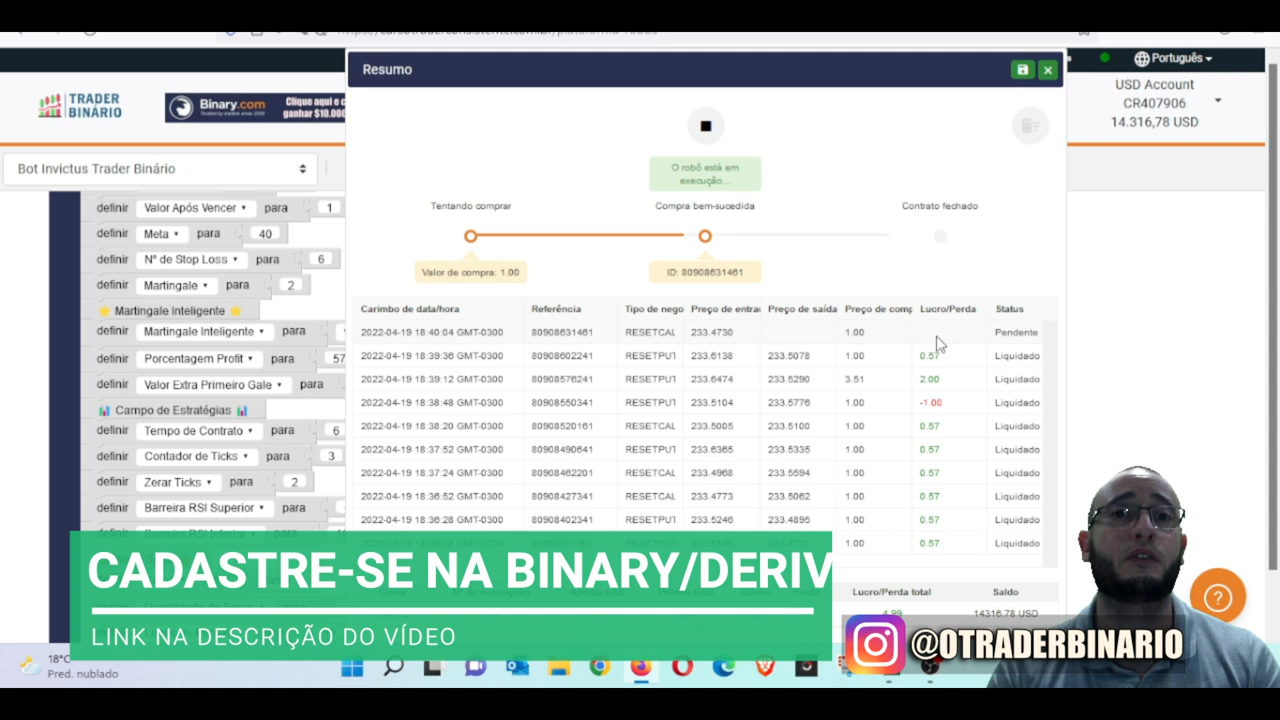 Resumo
Português
TRADER
BINÁRIO
Binary.com
Clique aqui e c
ganhar $10.000
USD Account
CR407906
14.316,78 USD
Bot Invictus Trader Binário
O robô está em
execução...
Tentando comprar
Compra bem-sucedida
Contrato fechado
Valor de compra: 1.00
ID: 80908631461
definir Valor Após Vencer para 1
definir Meta para 40
definir Nº de Stop Loss para 6
definir Martingale para 2
Martingale Inteligente
definir Martingale Inteligente para
definir Porcentagem Profit para 57
definir Valor Extra Primeiro Gale para
Campo de Estratégias
definir Tempo de Contrato para 6
definir Contador de Ticks para 3
definir Zerar Ticks para 2
definir Barreira RSI Superior para
Carimbo de data/hora Referência Tipo de nego Preço de entra Preço de saída Preço de comp Lucro/Perda Status
2022-04-19 18:40:04 GMT-0300 80908631461 RESETCAL 233.4730 1.00 Pendente
2022-04-19 18:39:36 GMT-0300 80908602241 RESETPUT 233.6138 233.5078 1.00 0.57 Liquidado
2022-04-19 18:39:12 GMT-0300 80908576241 RESETPUT 233.6474 233.5290 3.51 2.00 Liquidado
2022-04-19 18:38:48 GMT-0300 80908550341 RESETPUT 233.5104 233.5776 1.00 -1.00 Liquidado
2022-04-19 18:38:20 GMT-0300 80908520161 RESETCAL 233.5005 233.5100 1.00 0.57 Liquidado
2022-04-19 18:37:52 GMT-0300 80908490641 RESETPUT 233.6365 233.5335 1.00 0.57 Liquidado
2022-04-19 18:37:24 GMT-0300 80908462201 RESETCAL 233.4968 233.5594 1.00 0.57 Liquidado
2022-04-19 18:36:52 GMT-0300 80908427341 RESETCAL 233.4773 233.5062 1.00 0.57 Liquidado
2022-04-19 18:36:28 GMT-0300 80908402341 RESETPUT 233.5246 233.4895 1.00 0.57 Liquidado
1.00 0.57 Liquidado
Lucro/Perda total Saldo
4.99 14316.78 USD
CADASTRE-SE NA BINARY/DERIV
LINK NA DESCRIÇÃO DO VÍDEO
@OTRADERBINARIO
18°C
Pred. nublado